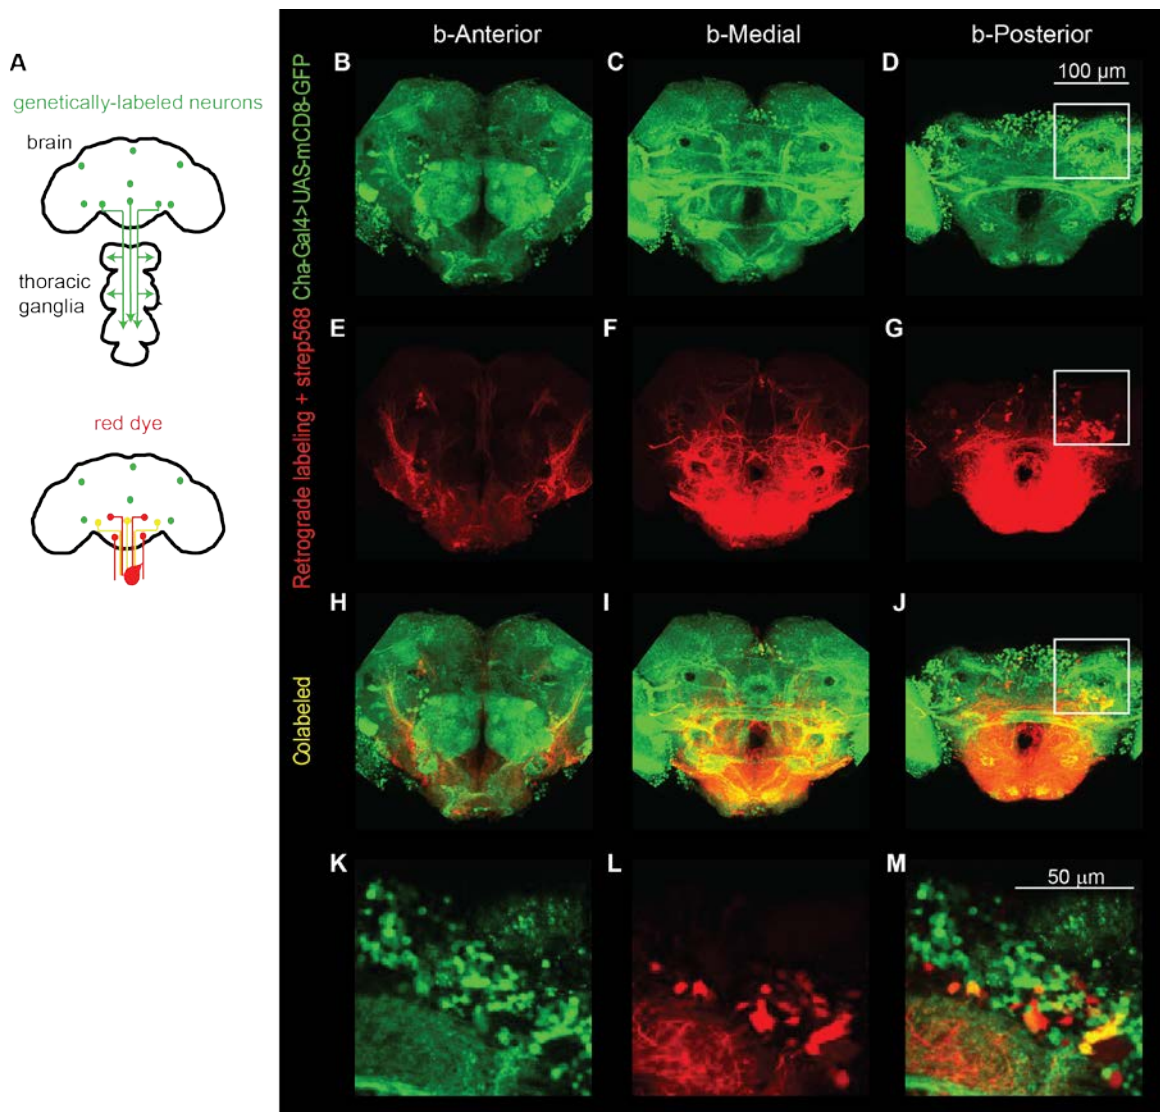 A
genetically-labeled neurons
brain
thoracic
ganglia
red dye
b-Anterior
b-Medial
b-Posterior
B
C
D
100 µm
Cha-Gal4>UAS-mCD8-GFP
E
F
G
Retrograde labeling + strep568
H
I
J
Colabeled
K
L
M
50 µm